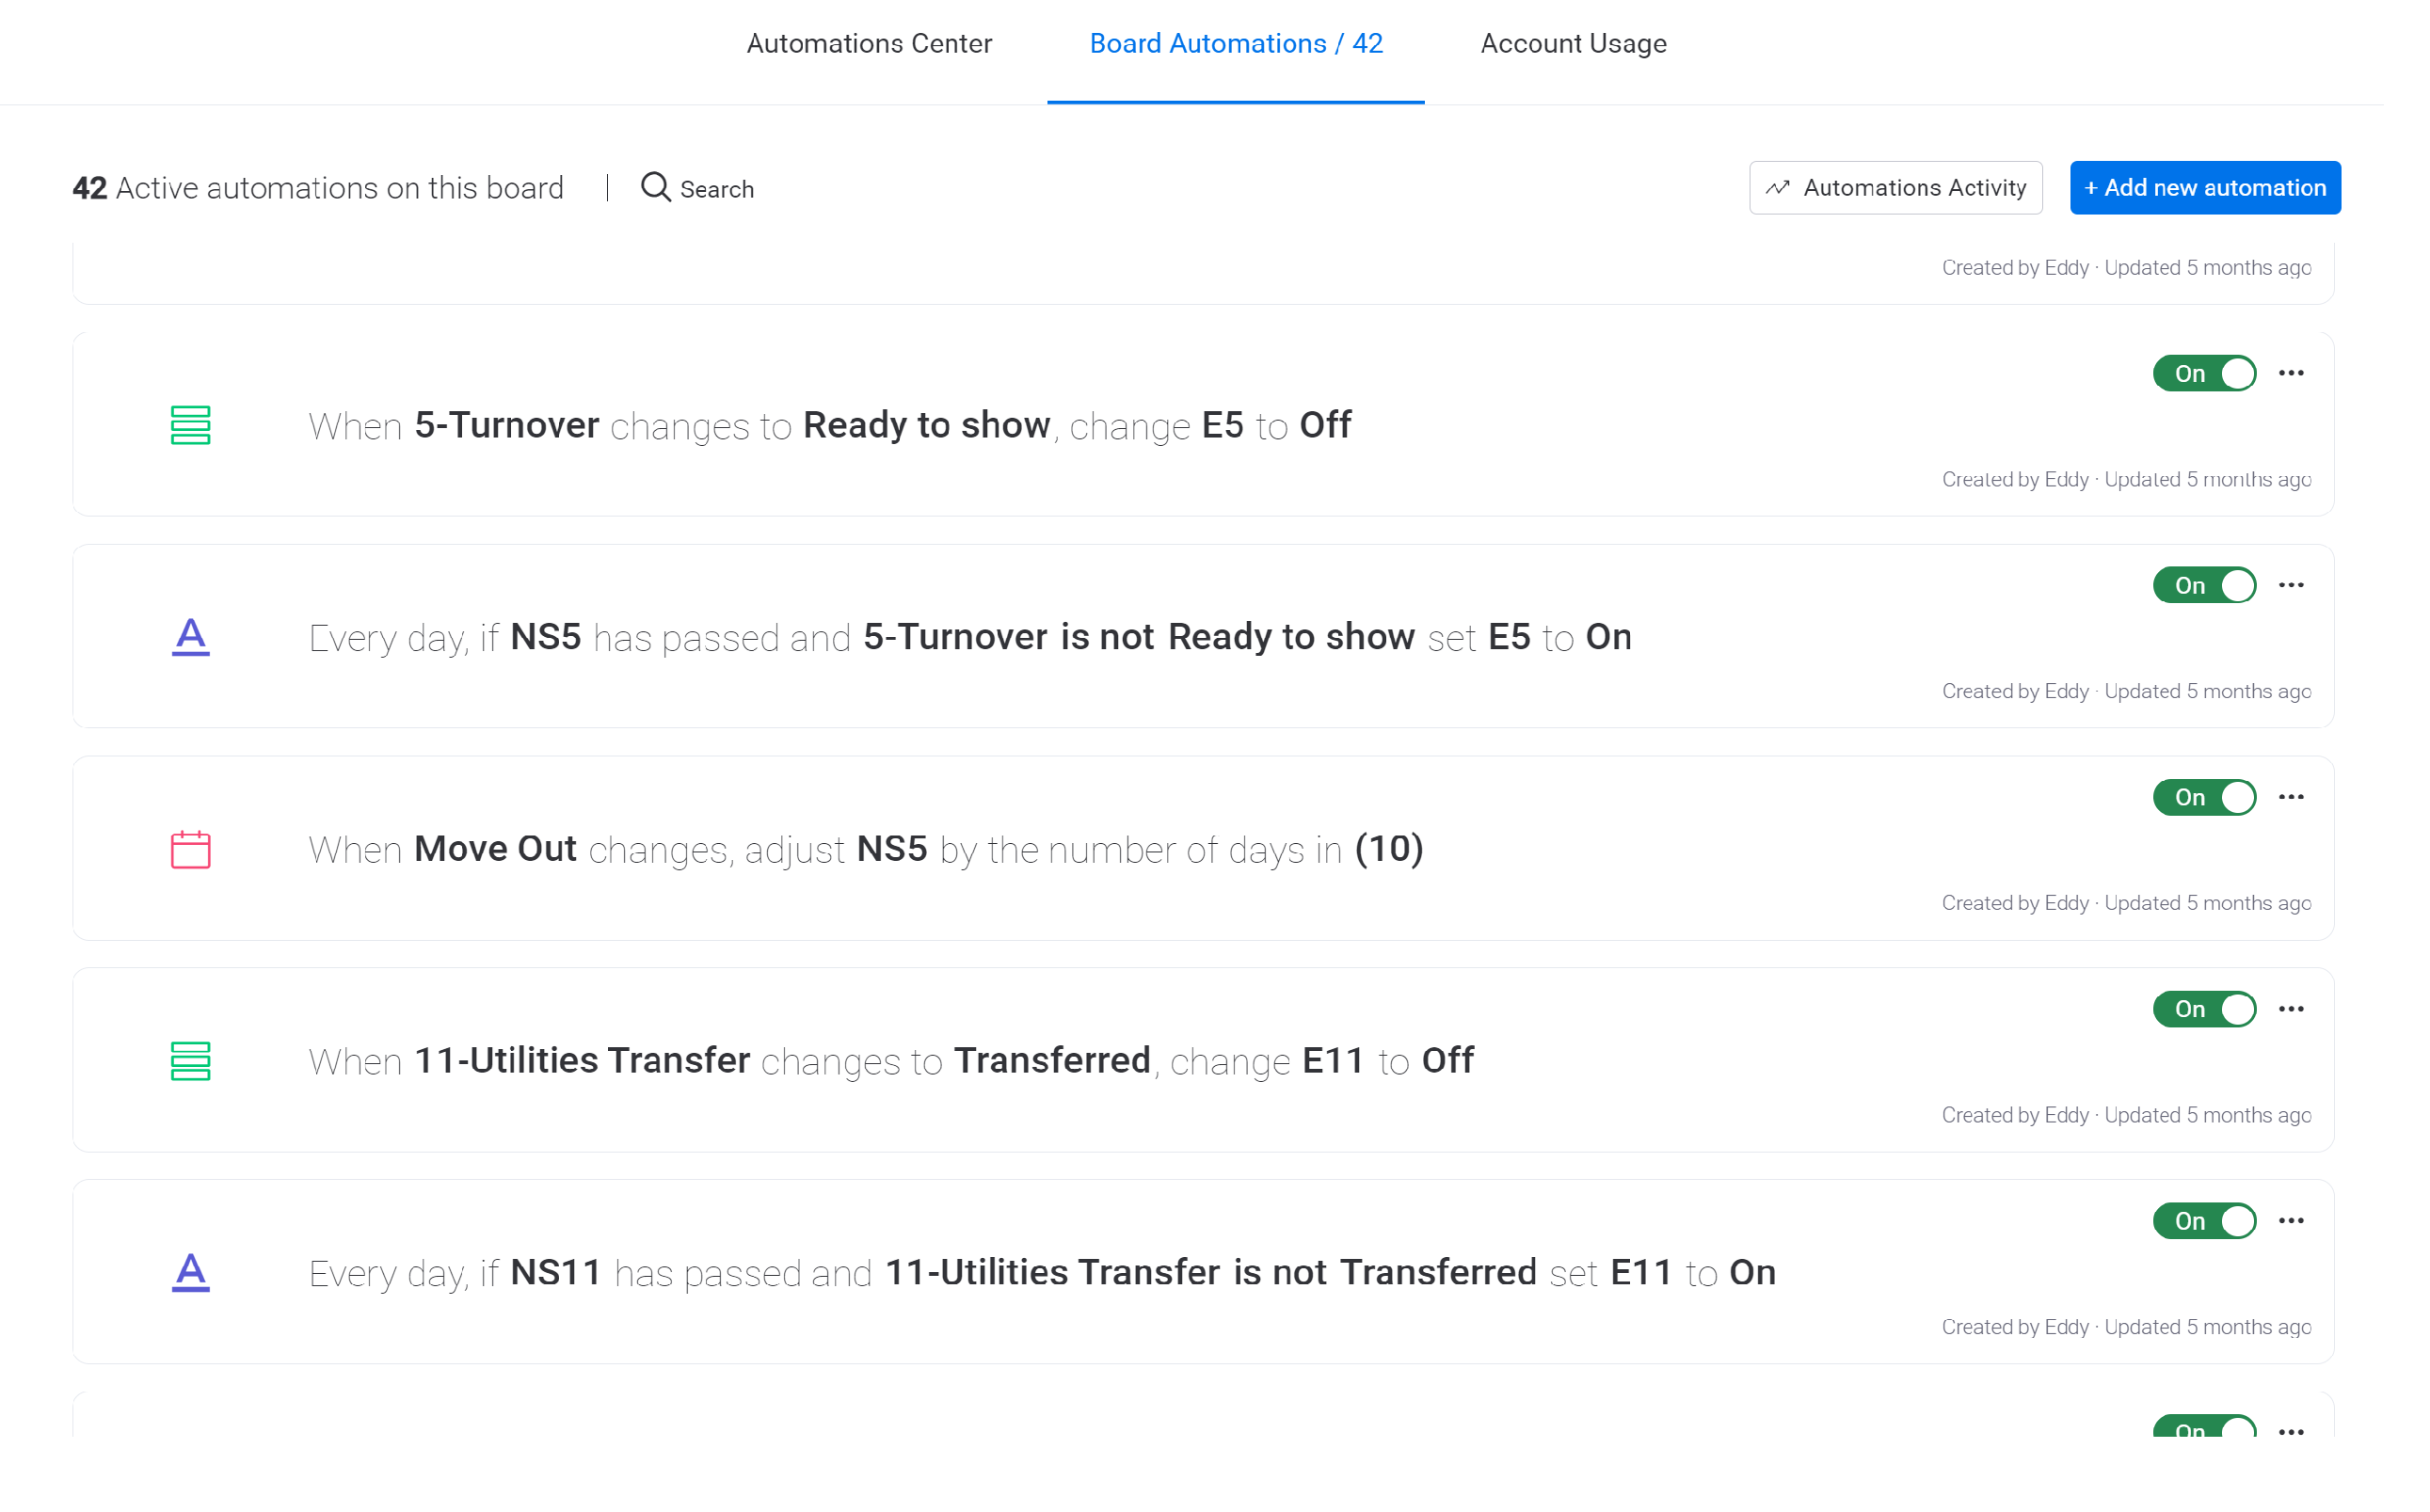 Automations Center Board Automations / 42 Account Usage
42 Active automations on this board | Search Automations Activity + Add new automation
Created by Eddy · Updated 5 months ago
On
When 5-Turnover changes to Ready to show, change E5 to Off
Created by Eddy · Updated 5 months ago
On
Every day, if NS5 has passed and 5-Turnover is not Ready to show set E5 to On
Created by Eddy · Updated 5 months ago
On
When Move Out changes, adjust NS5 by the number of days in (10)
Created by Eddy · Updated 5 months ago
On
When 11-Utilities Transfer changes to Transferred, change E11 to Off
Created by Eddy · Updated 5 months ago
On
Every day, if NS11 has passed and 11-Utilities Transfer is not Transferred set E11 to On
Created by Eddy · Updated 5 months ago
On